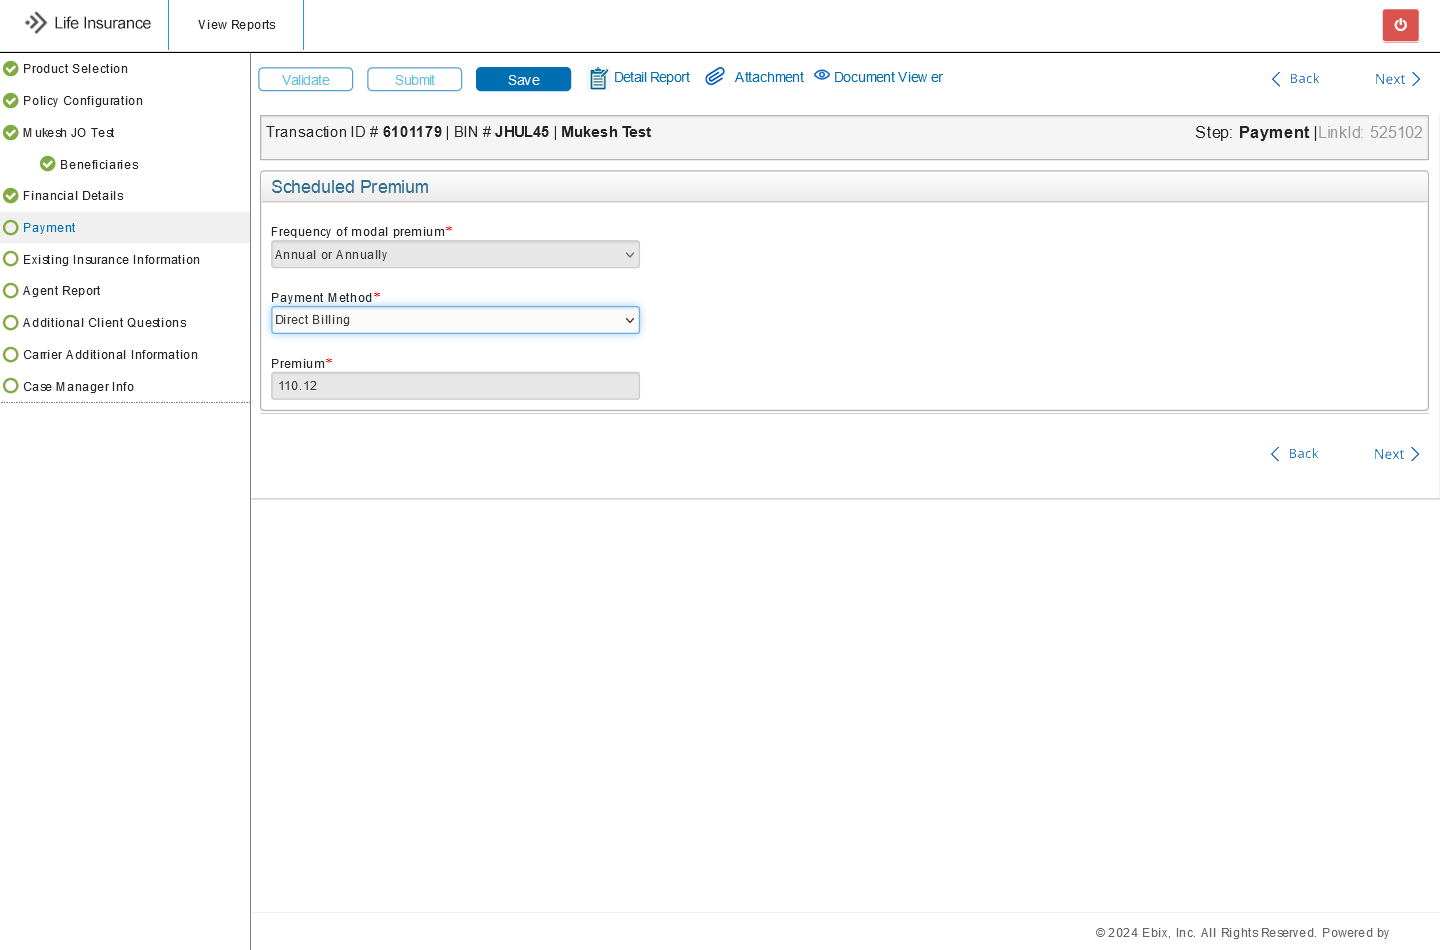 Life Insurance
View Reports
Product Selection
Policy Configuration
Mukesh JO Test
Beneficiaries
Financial Details
Payment
Existing Insurance Information
Agent Report
Additional Client Questions
Carrier Additional Information
Case Manager Info
Validate Submit Save Detail Report Attachment Document Viewer Back Next
Transaction ID # 6101179 | BIN # JHUL45 | Mukesh Test Step: Payment |LinkId: 525102
Scheduled Premium
Frequency of modal premium*
Annual or Annually
Payment Method*
Direct Billing
Premium*
110.12
Back Next
© 2024 Ebix, Inc. All Rights Reserved. Powered by